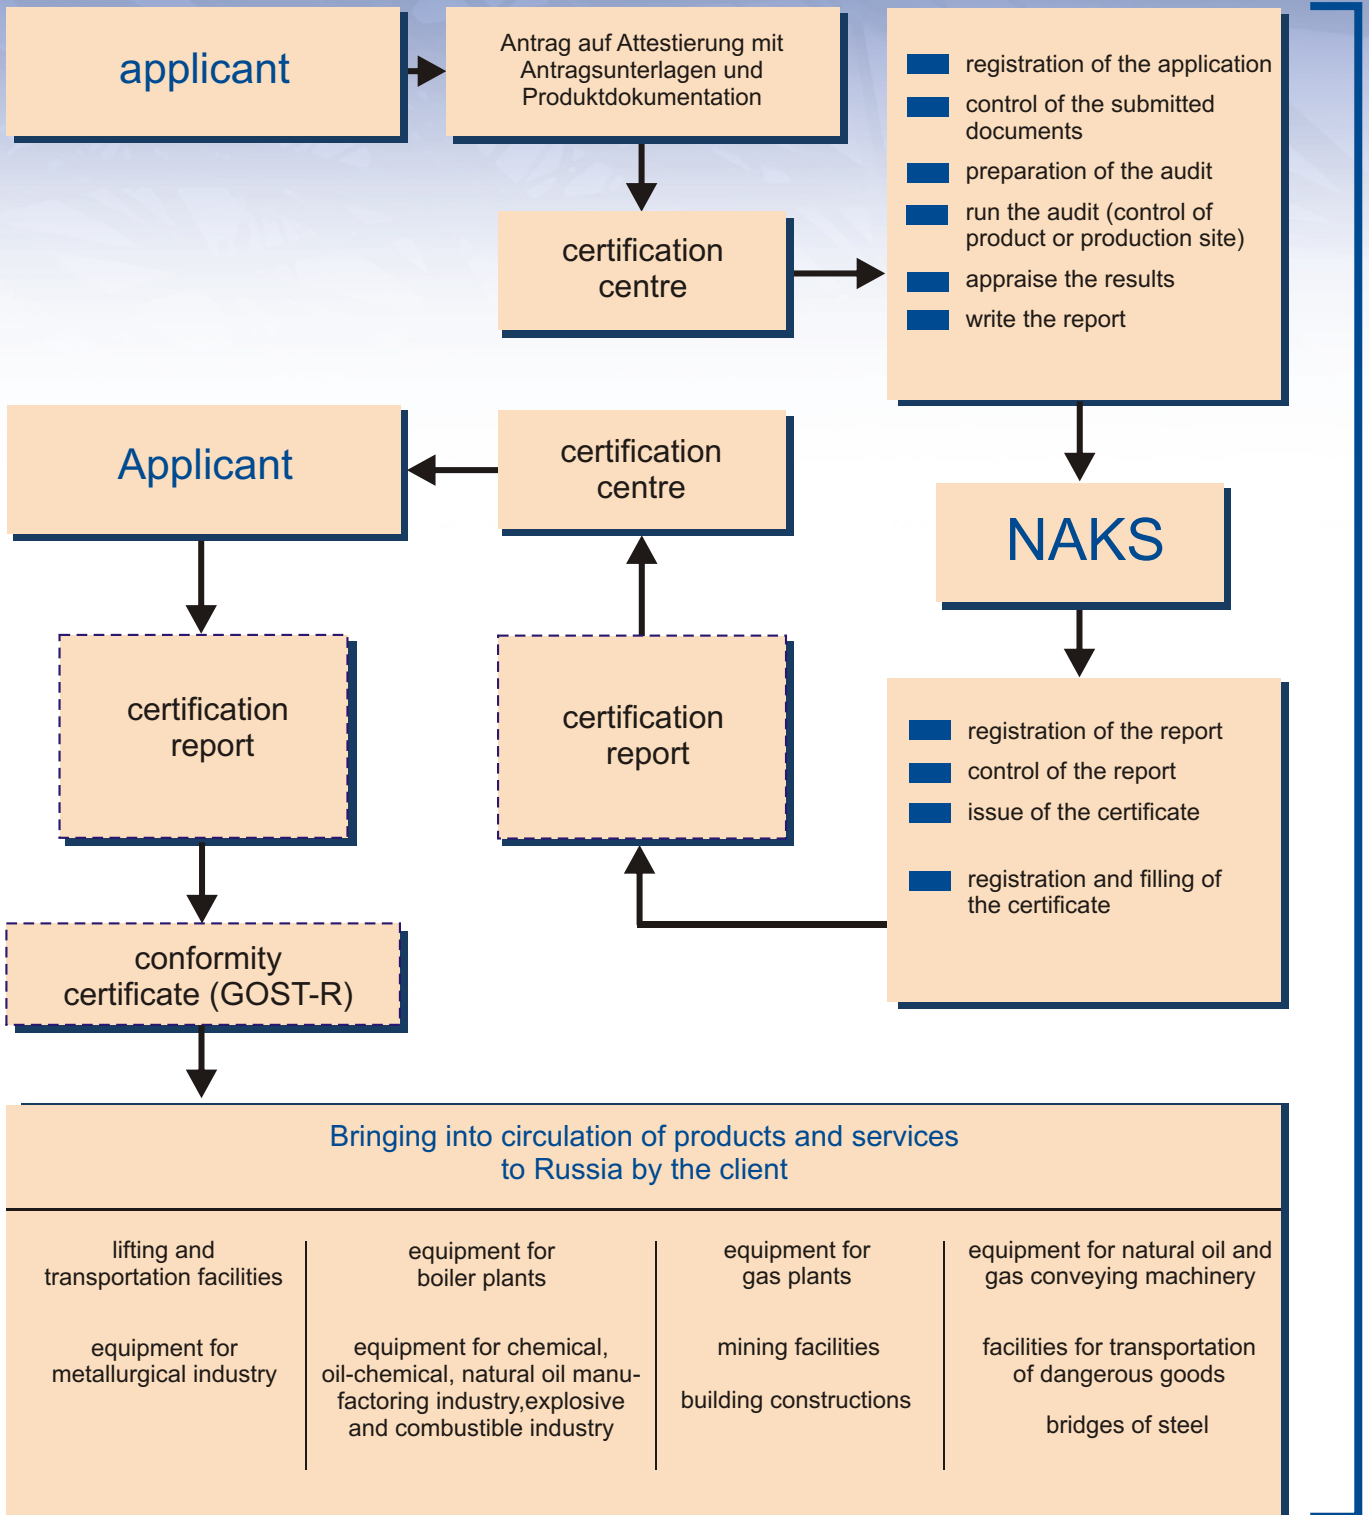 applicant
Antrag auf Attestierung mit
Antragsunterlagen und
Produktdokumentation
registration of the application
control of the submitted
documents
preparation of the audit
run the audit (control of
product or production site)
appraise the results
write the report
certification
centre
Applicant
certification
centre
NAKS
certification
report
certification
report
registration of the report
control of the report
issue of the certificate
registration and filling of
the certificate
conformity
certificate (GOST-R)
Bringing into circulation of products and services
to Russia by the client
lifting and
transportation facilities
equipment for
metallurgical industry
equipment for
boiler plants
equipment for chemical,
oil-chemical, natural oil manu-
factoring industry,explosive
and combustible industry
equipment for
gas plants
mining facilities
building constructions
equipment for natural oil and
gas conveying machinery
facilities for transportation
of dangerous goods
bridges of steel